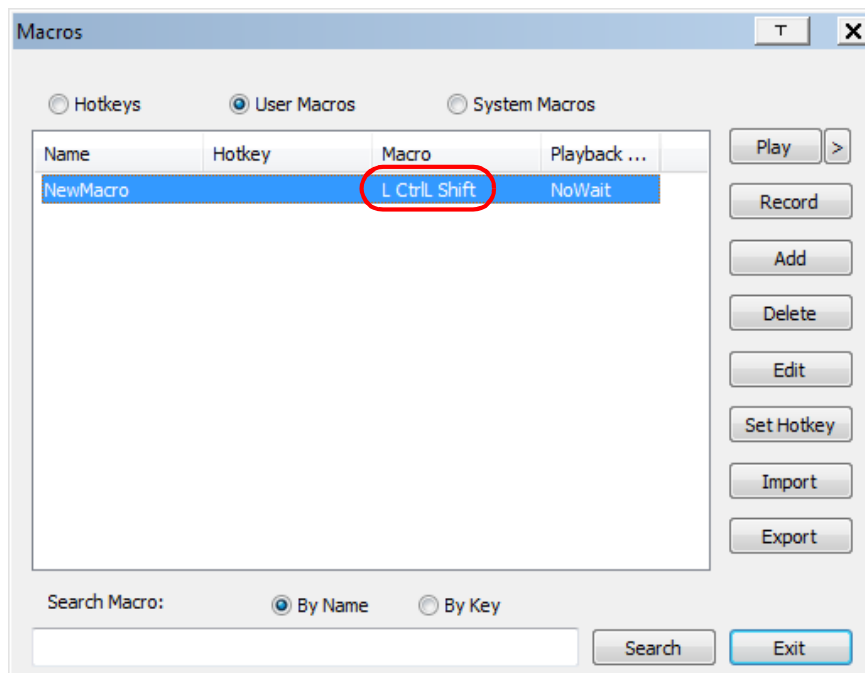 Macros
T
Hotkeys User Macros System Macros
Name Hotkey Macro Playback ...
NewMacro L CtrlL Shift NoWait
Play >
Record
Add
Delete
Edit
Set Hotkey
Import
Export
Search Macro: By Name By Key
Search Exit